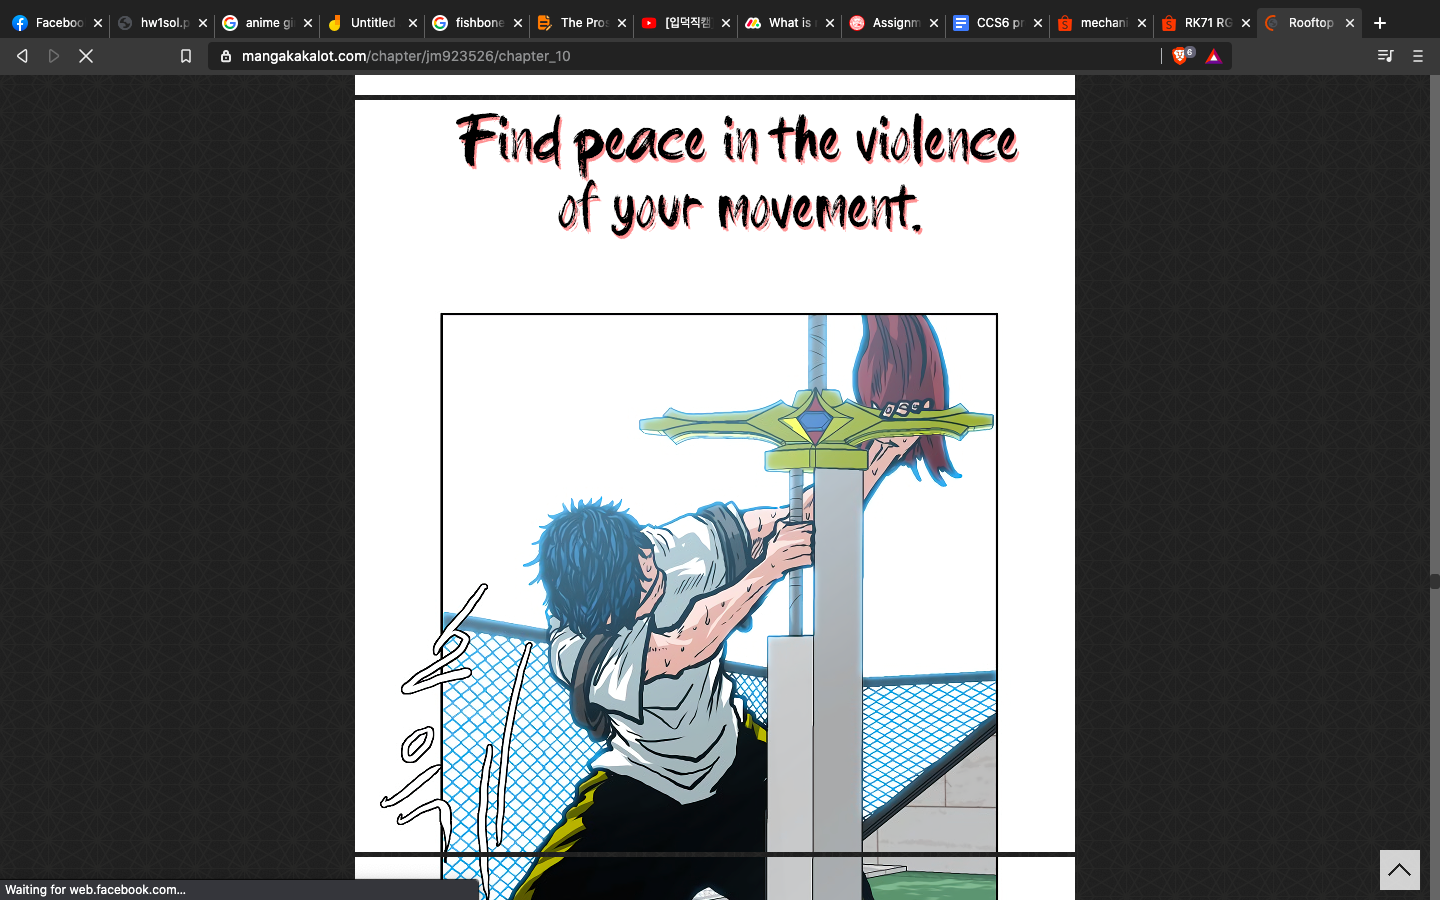 Faceboo
hw1sol.p
anime gi
Untitled
fishbone
The Pros
[입덕직캠
What is
Assignm
CCS6 pr
mechani
RK71 RG
Rooftop
mangakakalot.com/chapter/jm923526/chapter_10
6
Find peace in the violence
of your movement.
Waiting for web.facebook.com...